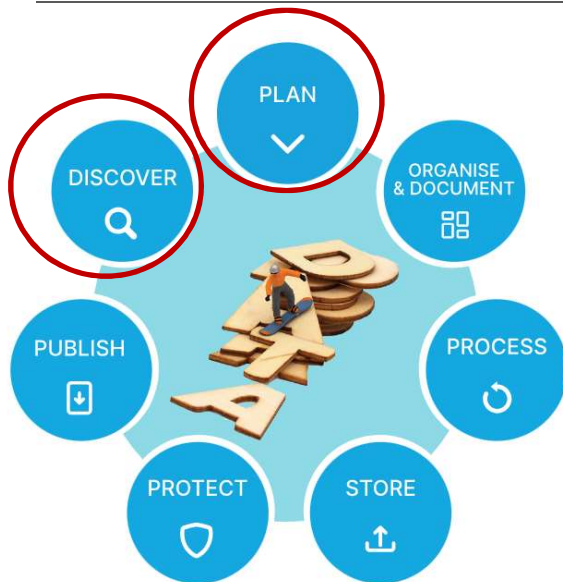 PLAN
DISCOVER
ORGANISE
& DOCUMENT
PUBLISH
PROCESS
PROTECT
STORE
D
A
T
A